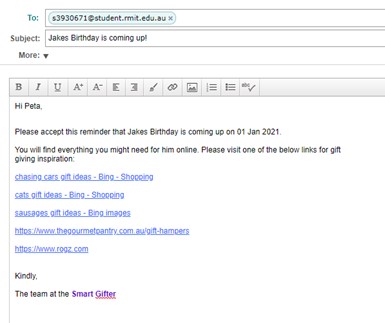 To: s3930671@student.rmit.edu.au ×
Subject: Jakes Birthday is coming up!
More: ▼
B I U A+ A- abc
Hi Peta,
Please accept this reminder that Jakes Birthday is coming up on 01 Jan 2021.
You will find everything you might need for him online. Please visit one of the below links for gift
giving inspiration:
chasing cars gift ideas - Bing - Shopping
cats gift ideas - Bing - Shopping
sausages gift ideas - Bing images
https://www.thegourmetpantry.com.au/gift-hampers
https://www.rogz.com
Kindly,
The team at the Smart Gifter